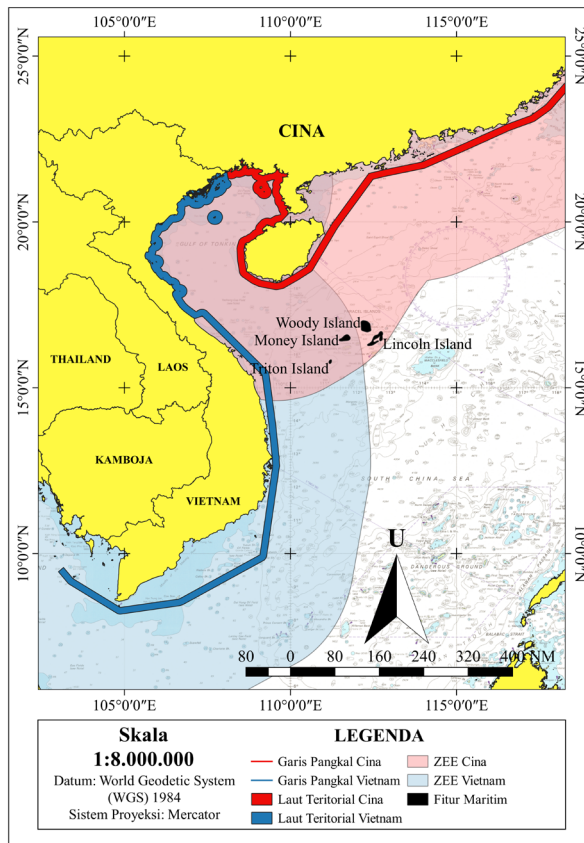 105°0'0"E
110°0'0"E
115°0'0"E
25°0'0"N
25°0'0"N
CINA
20°0'0"N
20°0'0"N
GULF OF TONKIN
Woody Island
Money Island
Lincoln Island
THAILAND
LAOS
Triton Island
15°0'0"N
15°0'0"N
KAMBOJA
SOUTH CHINA SEA
VIETNAM
U
10°0'0"N
10°0'0"N
DANGEROUS GROUND
80
0
80
160
240
320
400 NM
105°0'0"E
110°0'0"E
115°0'0"E
Skala
1:8.000.000
Datum: World Geodetic System
(WGS) 1984
Sistem Proyeksi: Mercator
LEGENDA
Garis Pangkal Cina
Garis Pangkal Vietnam
Laut Teritorial Cina
Laut Teritorial Vietnam
ZEE Cina
ZEE Vietnam
Fitur Maritim